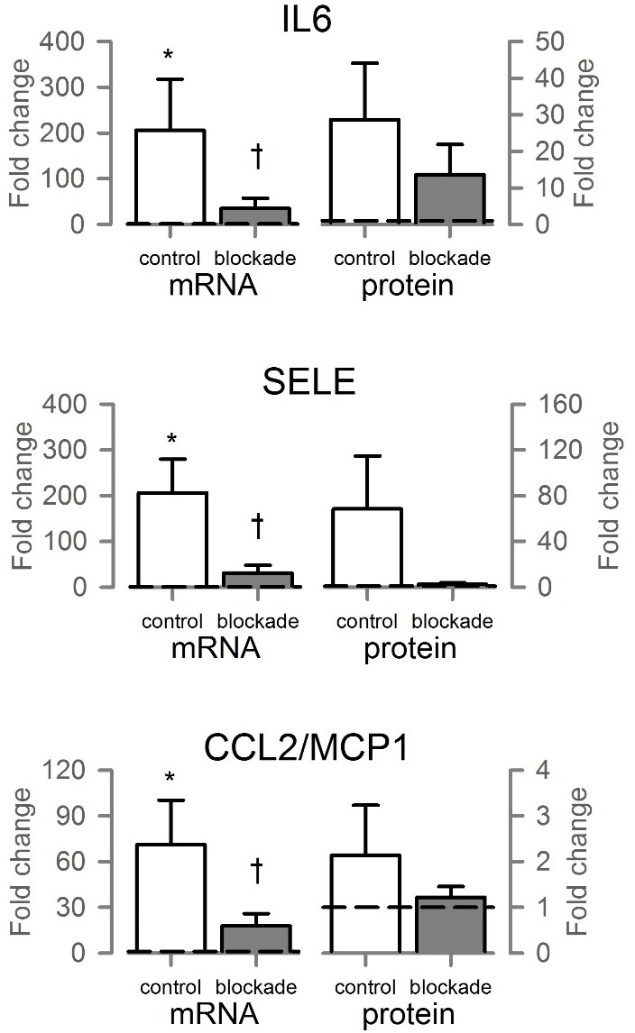 IL6
400 * 50
300 40
Fold change 200 † 30 Fold change
100 20
0 10
0
control blockade control blockade
mRNA protein
SELE
400 * 160
300 120
Fold change 200 † 80 Fold change
100 40
0 0
control blockade control blockade
mRNA protein
CCL2/MCP1
120 * 4
90 3
Fold change 60 † 2 Fold change
30 1
0 0
control blockade control blockade
mRNA protein